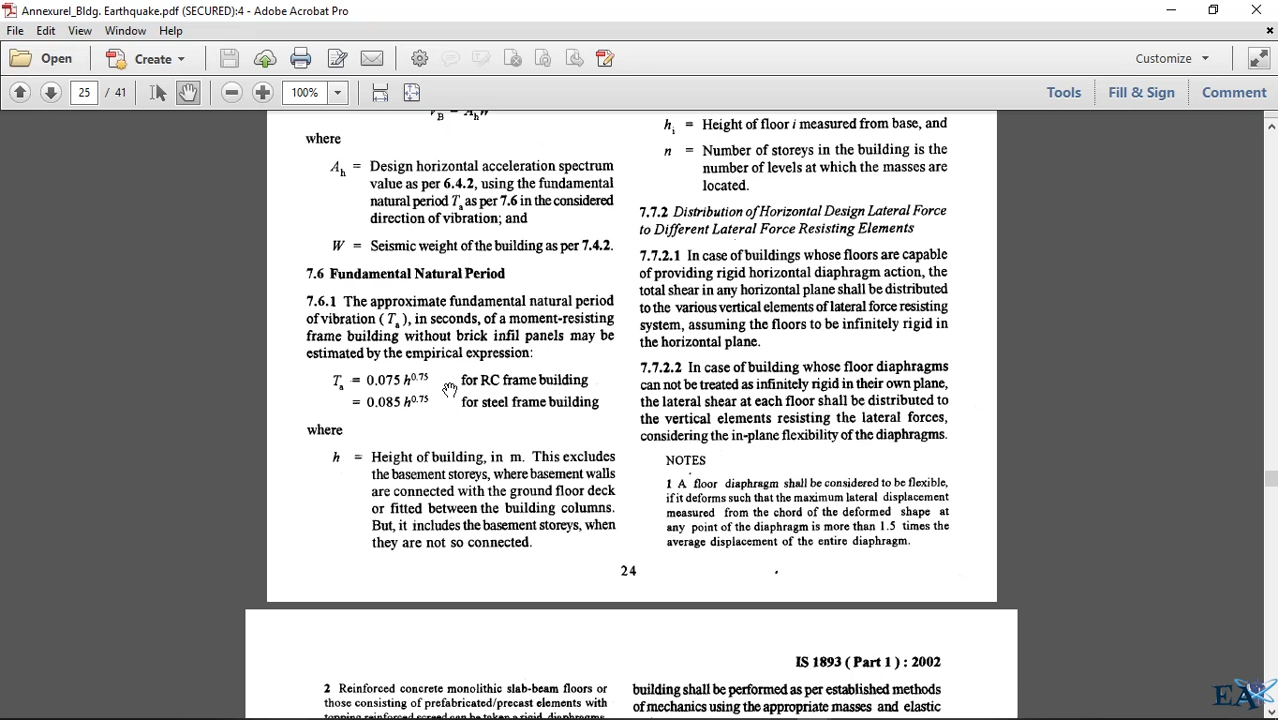 Annexurel_Bldg. Earthquake.pdf (SECURED):4 - Adobe Acrobat Pro
File Edit View Window Help
Open Create Customize
25 / 41 100% Tools Fill & Sign Comment
where
Ah = Design horizontal acceleration spectrum
value as per 6.4.2, using the fundamental
natural period Ta as per 7.6 in the considered
direction of vibration; and
W = Seismic weight of the building as per 7.4.2.
7.6 Fundamental Natural Period
7.6.1 The approximate fundamental natural period
of vibration ( Ta ), in seconds, of a moment-resisting
frame building without brick infil panels may be
estimated by the empirical expression:
Ta = 0.075 h^0.75 for RC frame building
= 0.085 h^0.75 for steel frame building
where
h = Height of building, in m. This excludes
the basement storeys, where basement walls
are connected with the ground floor deck
or fitted between the building columns.
But, it includes the basement storeys, when
they are not so connected.
hi = Height of floor i measured from base, and
n = Number of storeys in the building is the
number of levels at which the masses are
located.
7.7.2 Distribution of Horizontal Design Lateral Force
to Different Lateral Force Resisting Elements
7.7.2.1 In case of buildings whose floors are capable
of providing rigid horizontal diaphragm action, the
total shear in any horizontal plane shall be distributed
to the various vertical elements of lateral force resisting
system, assuming the floors to be infinitely rigid in
the horizontal plane.
7.7.2.2 In case of building whose floor diaphragms
can not be treated as infinitely rigid in their own plane,
the lateral shear at each floor shall be distributed to
the vertical elements resisting the lateral forces,
considering the in-plane flexibility of the diaphragms.
NOTES
1 A floor diaphragm shall be considered to be flexible,
if it deforms such that the maximum lateral displacement
measured from the chord of the deformed shape at
any point of the diaphragm is more than 1.5 times the
average displacement of the entire diaphragm.
24
IS 1893 ( Part 1 ) : 2002
2 Reinforced concrete monolithic slab-beam floors or
those consisting of prefabricated/precast elements with
building shall be performed as per established methods
of mechanics using the appropriate masses and elastic
EA